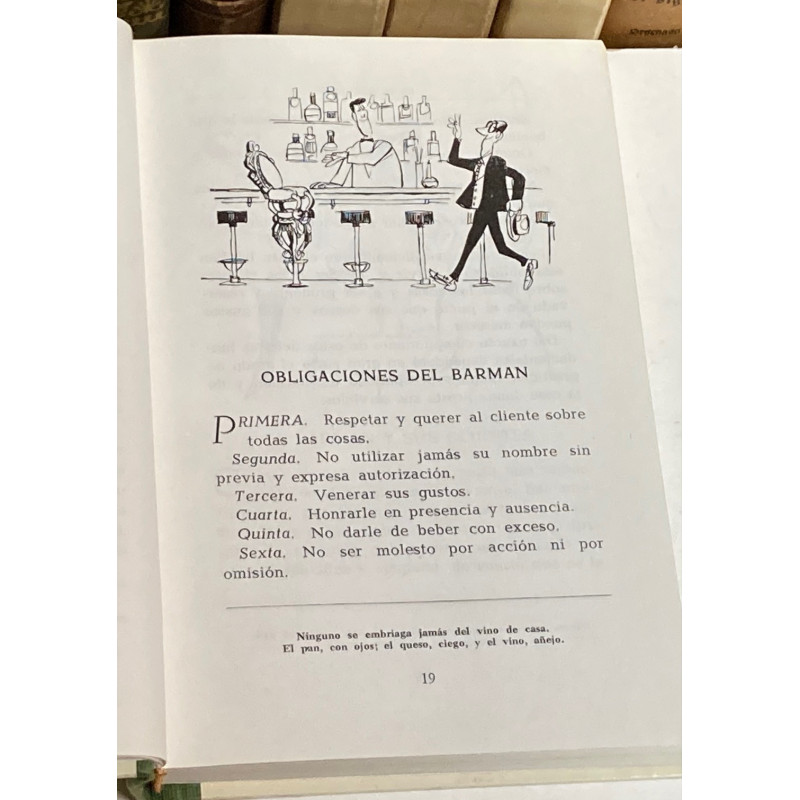 OBLIGACIONES DEL BARMAN
PRIMERA. Respetar y querer al cliente sobre
todas las cosas.
Segunda. No utilizar jamás su nombre sin
previa y expresa autorización.
Tercera. Venerar sus gustos.
Cuarta. Honrarle en presencia y ausencia.
Quinta. No darle de beber con exceso.
Sexta. No ser molesto por acción ni por
omisión.
Ninguno se embriaga jamás del vino de casa.
El pan, con ojos; el queso, ciego, y el vino, añejo.
19